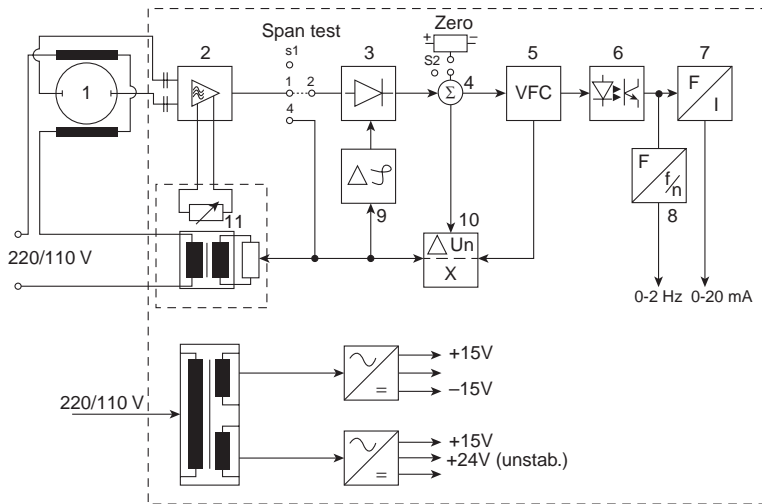 Zero
+ −
Span test
2
s1
3
S2
4
5
6
7
1
1 2
4
Σ
VFC
F
I
Δ φ
9
F
f/n
8
11
10
Δ Un
X
220/110 V
0-2 Hz 0-20 mA
220/110 V
+15V
−15V
=
+15V
+24V (unstab.)
=